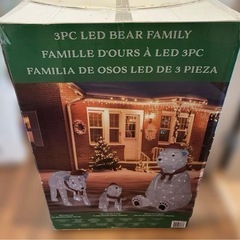 3PC LED BEAR FAMILY
FAMILLE D'OURS À LED 3PC
FAMILIA DE OSOS LED DE 3 PIEZA